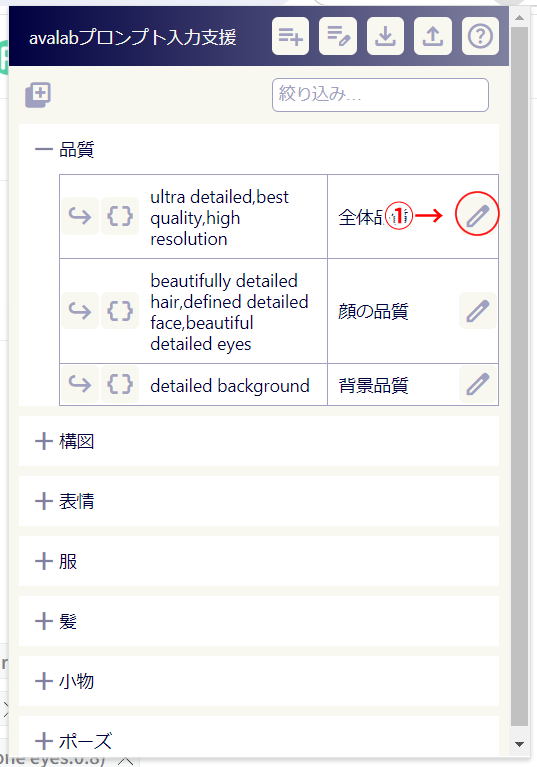 avalabプロンプト入力支援
絞り込み...
品質
ultra detailed,best
quality,high
resolution
全体品
①
beautifully detailed
hair,defined detailed
face,beautiful
detailed eyes
顔の品質
detailed background
背景品質
構図
表情
服
髪
小物
ポーズ
one eyes:0.8)